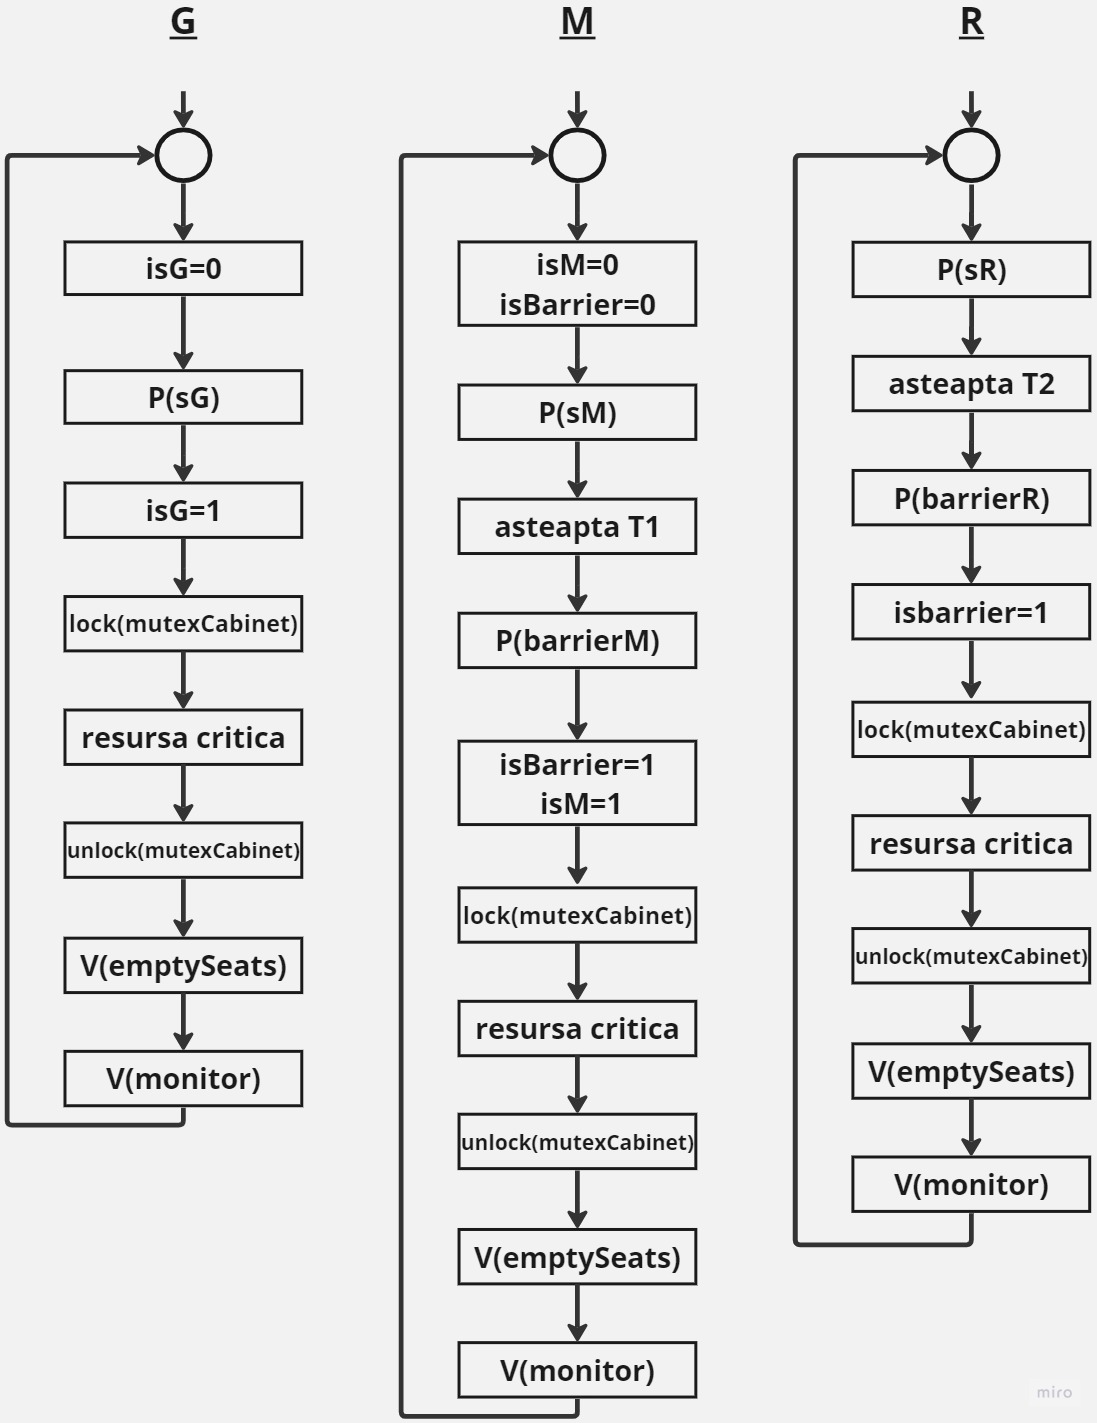 G
isG=0
P(sG)
isG=1
lock(mutexCabinet)
resursa critica
unlock(mutexCabinet)
V(emptySeats)
V(monitor)
M
isM=0
isBarrier=0
P(sM)
asteapta T1
P(barrierM)
isBarrier=1
isM=1
lock(mutexCabinet)
resursa critica
unlock(mutexCabinet)
V(emptySeats)
V(monitor)
R
P(sR)
asteapta T2
P(barrierR)
isbarrier=1
lock(mutexCabinet)
resursa critica
unlock(mutexCabinet)
V(emptySeats)
V(monitor)
miro